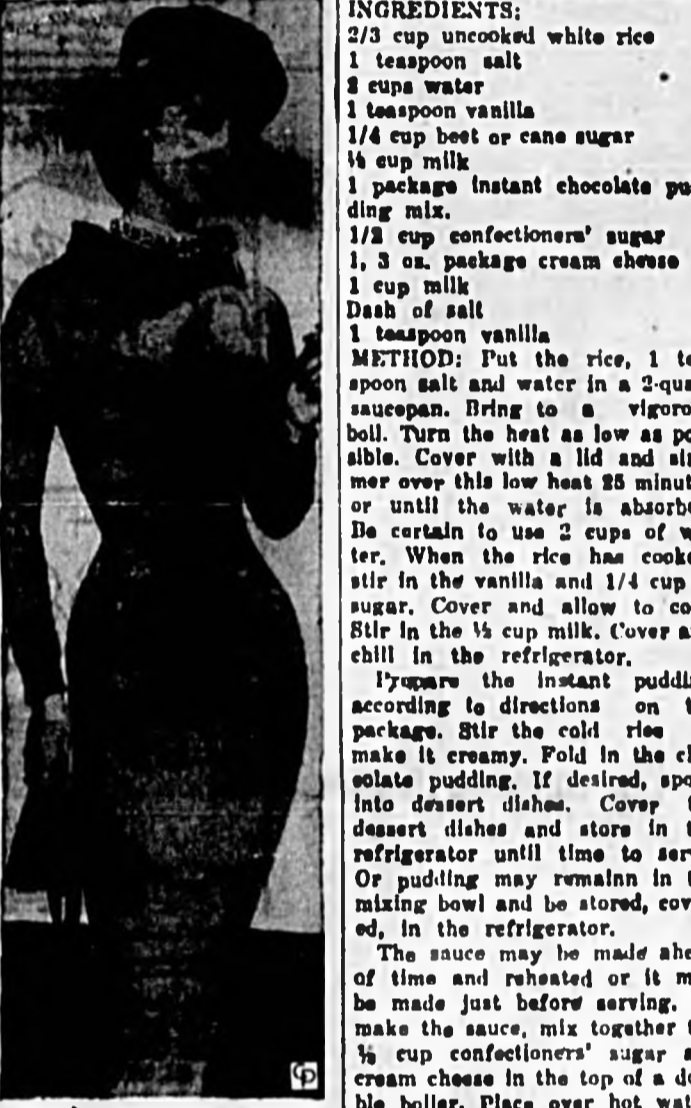 INGREDIENTS:
2/3 cup uncooked white rice
1 teaspoon salt
2 cups water
1 teaspoon vanilla
1/4 cup beet or cane sugar
½ cup milk
1 package instant chocolate pu
ding mix.
1/2 cup confectioners' sugar
1, 3 oz. package cream cheese
1 cup milk
Dash of salt
1 teaspoon vanilla
METHOD: Put the rice, 1 te
spoon salt and water in a 2-qua
saucepan. Bring to a vigoro
boil. Turn the heat as low as po
sible. Cover with a lid and sim
mer over this low heat 25 minut
or until the water is absorbe
Be certain to use 2 cups of w
ter. When the rice has cooke
stir in the vanilla and 1/4 cup
sugar. Cover and allow to co
Stir in the ½ cup milk. Cover a
chill in the refrigerator.
Prepare the instant puddi
according to directions on t
package. Stir the cold rice
make it creamy. Fold in the ch
colate pudding. If desired, spo
into dessert dishes. Cover t
dessert dishes and store in t
refrigerator until time to ser
Or pudding may remainn in t
mixing bowl and be stored, cov
ed, in the refrigerator.
The sauce may be made ahe
of time and reheated or it m
be made just before serving.
make the sauce, mix together t
½ cup confectioners' sugar a
cream cheese in the top of a do
ble boiler. Place over hot wat
CP